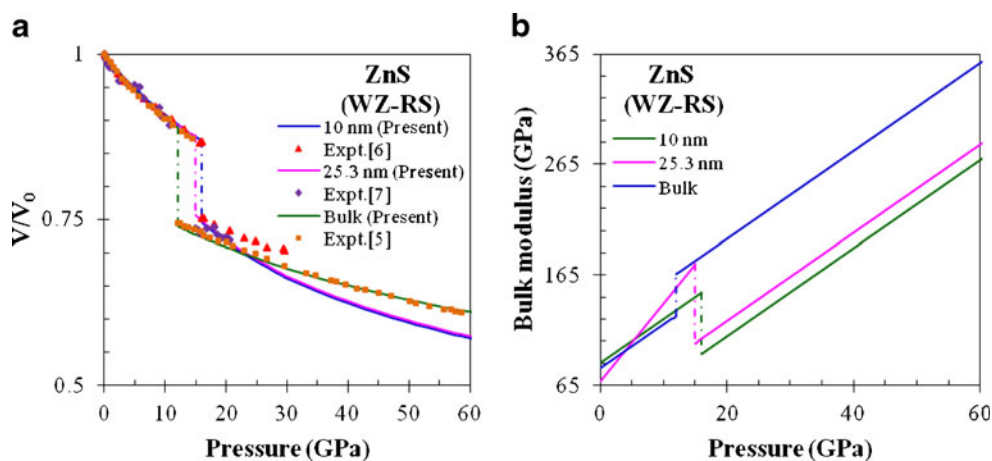 a
1
0.75
0.5
V/V0
ZnS
(WZ-RS)
10 nm (Present)
Expt.[6]
25.3 nm (Present)
Expt.[7]
Bulk (Present)
Expt.[5]
0 10 20 30 40 50 60
Pressure (GPa)
b
365
265
165
65
Bulk modulus (GPa)
ZnS
(WZ-RS)
10 nm
25.3 nm
Bulk
0 20 40 60
Pressure (GPa)